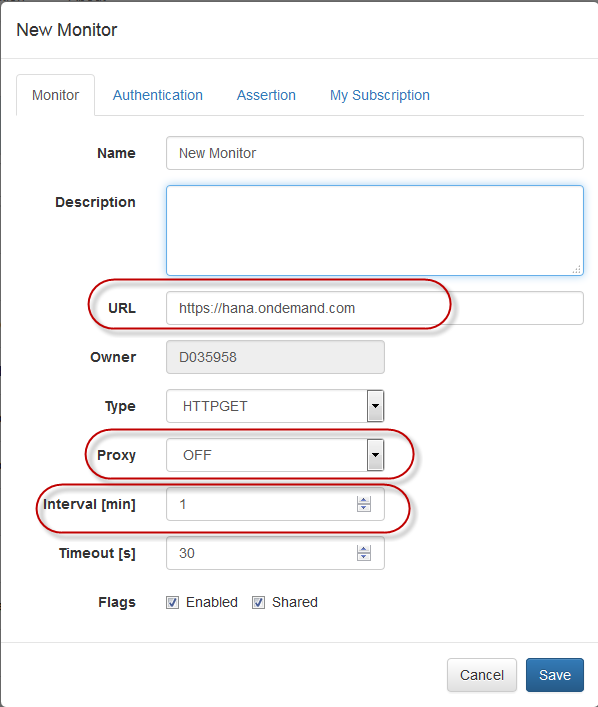 New Monitor
Monitor Authentication Assertion My Subscription
Name New Monitor
Description
URL https://hana.ondemand.com
Owner D035958
Type HTTPGET
Proxy OFF
Interval [min] 1
Timeout [s] 30
Flags Enabled Shared
Cancel Save